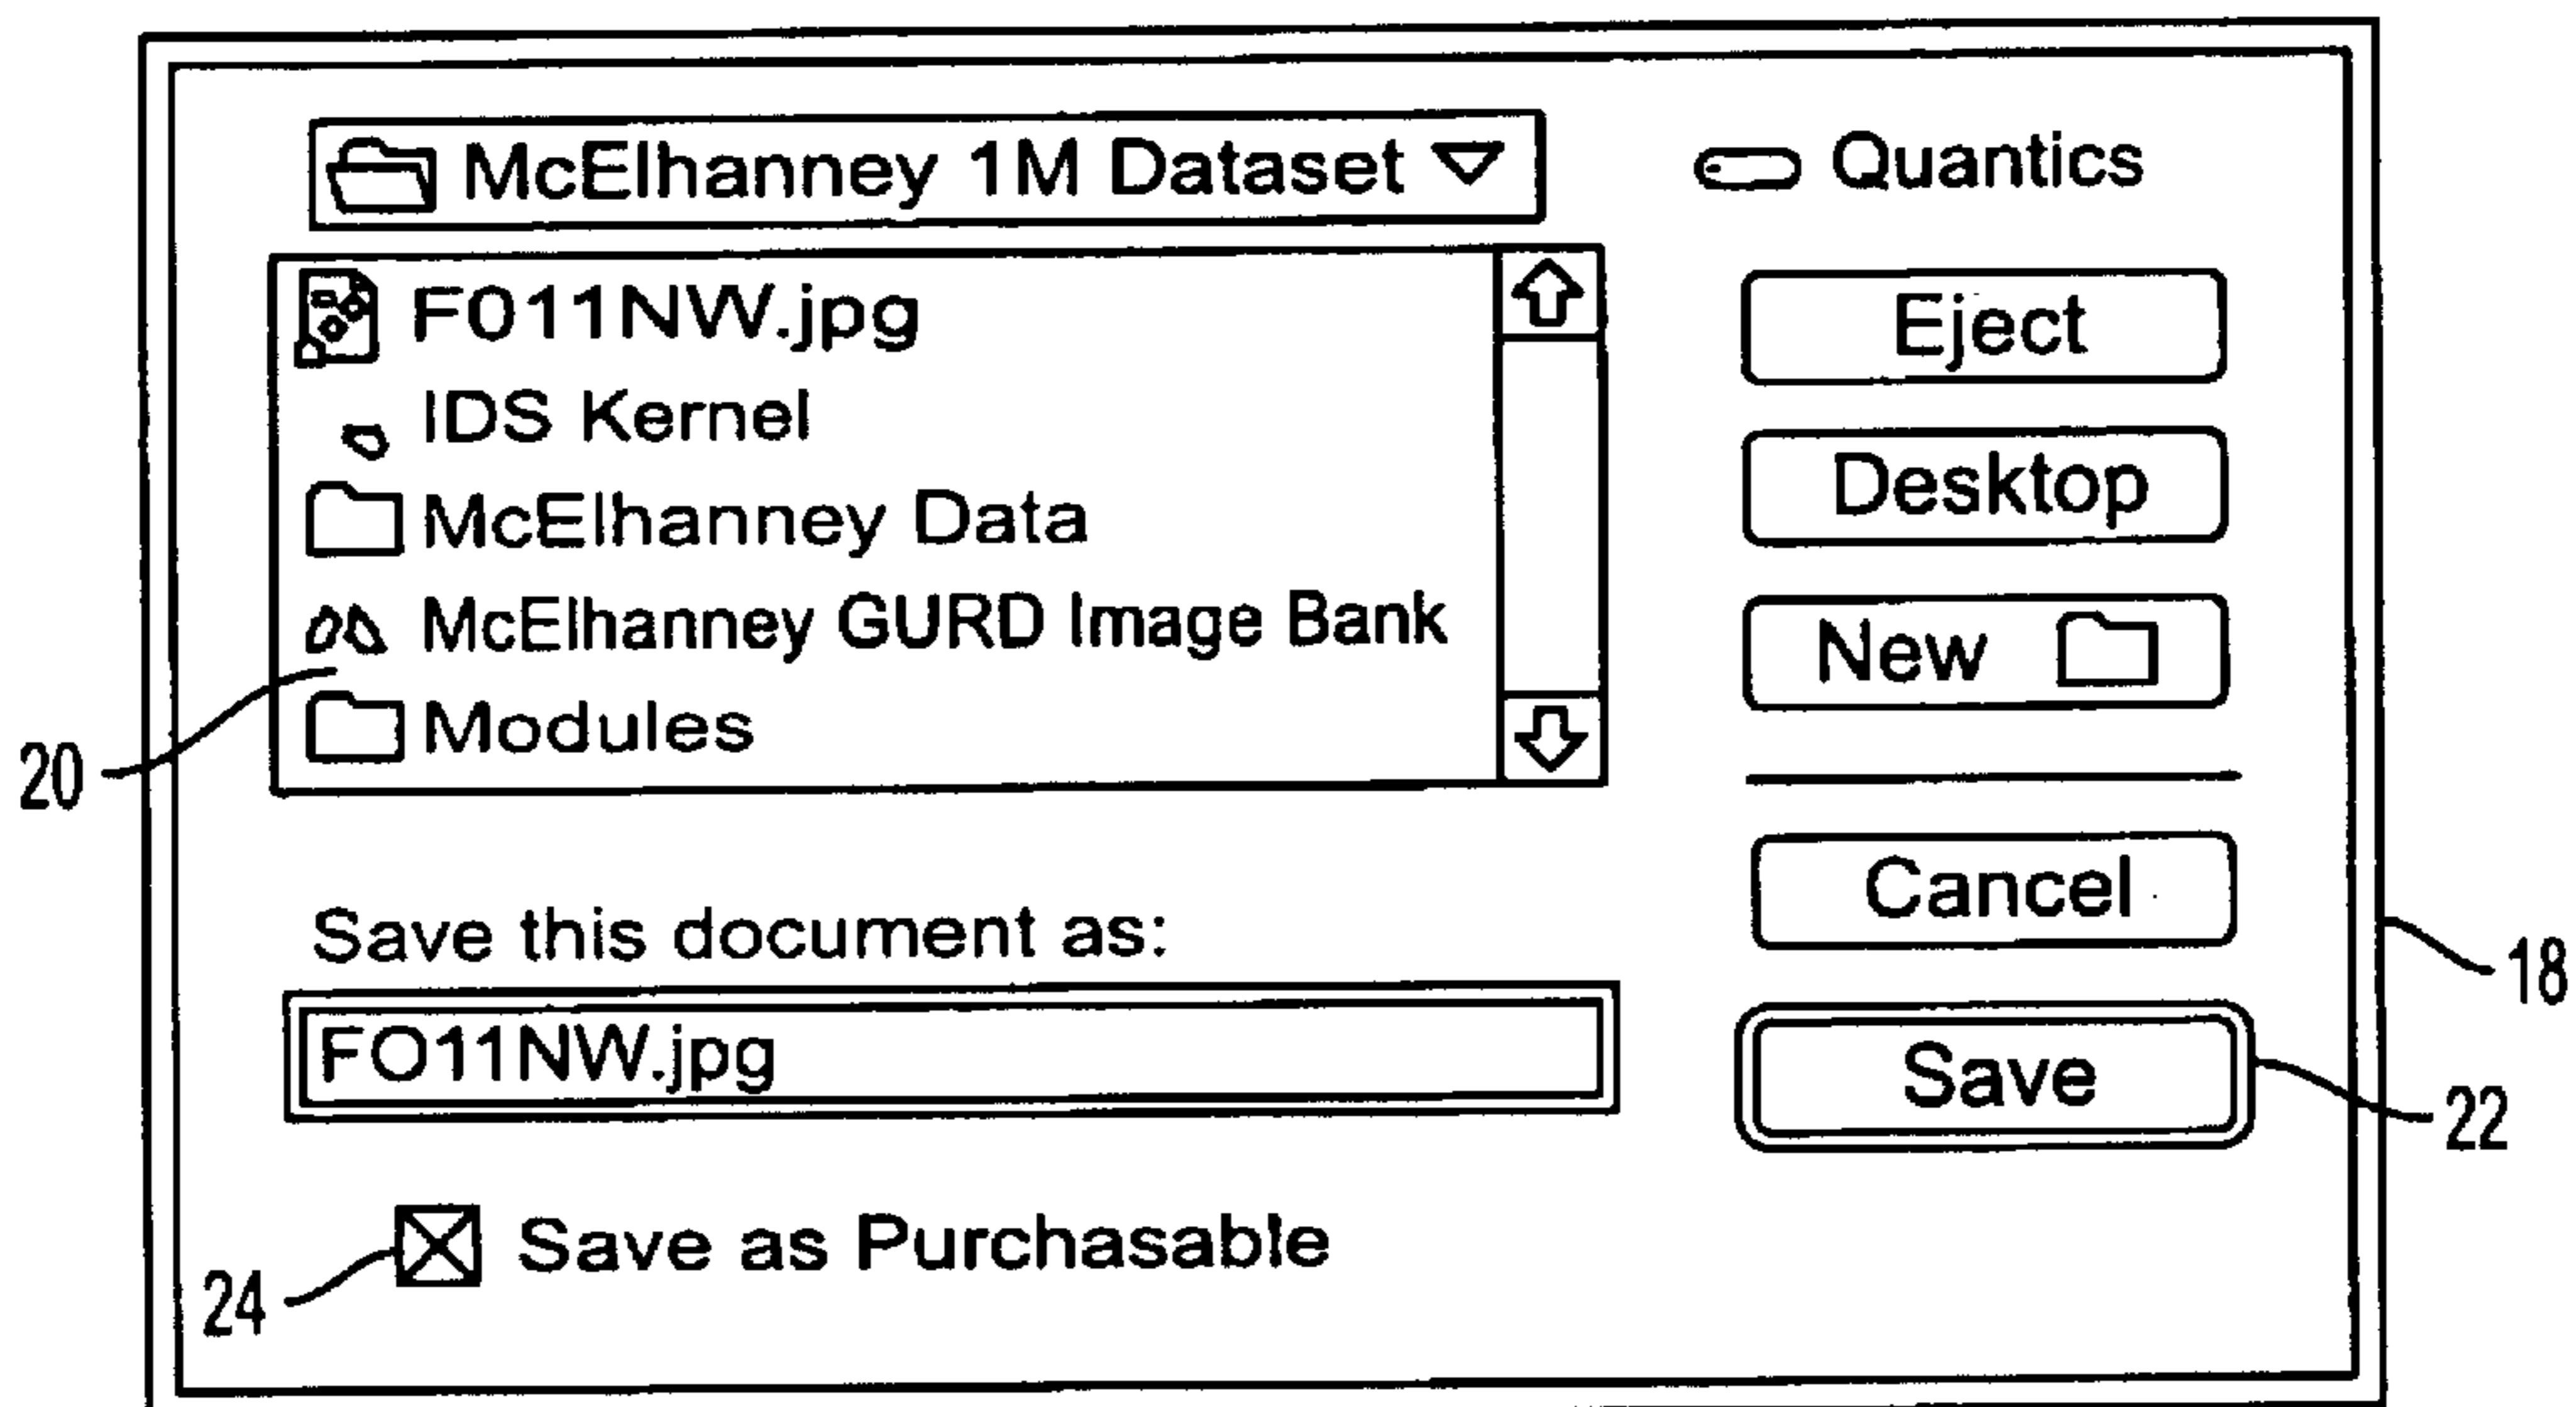 McElhanney 1M Dataset
Quantics
F011NW.jpg
IDS Kernel
McElhanney Data
McElhanney GURD Image Bank
Modules
Eject
Desktop
New
Cancel
Save this document as:
FO11NW.jpg
Save
Save as Purchasable
20
18
22
24